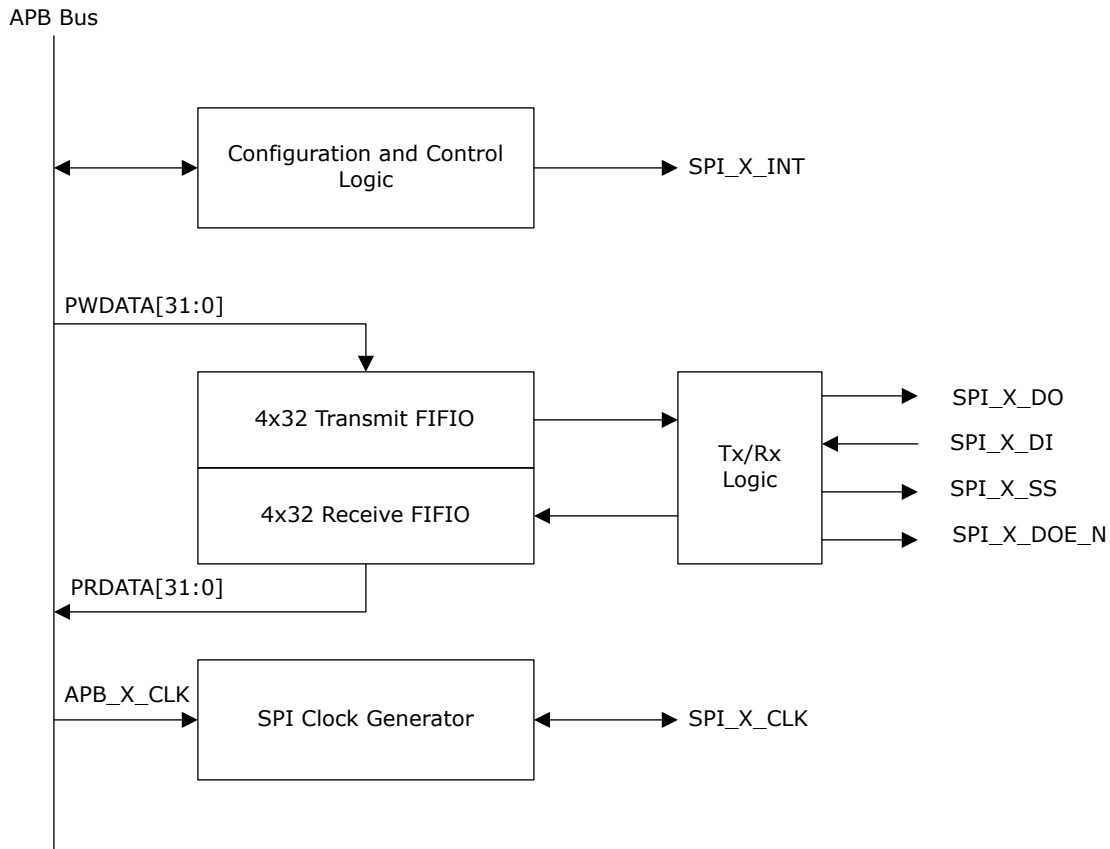 APB Bus
Configuration and Control
Logic
SPI_X_INT
PWDATA[31:0]
4x32 Transmit FIFIO
4x32 Receive FIFIO
Tx/Rx
Logic
SPI_X_DO
SPI_X_DI
SPI_X_SS
SPI_X_DOE_N
PRDATA[31:0]
APB_X_CLK
SPI Clock Generator
SPI_X_CLK